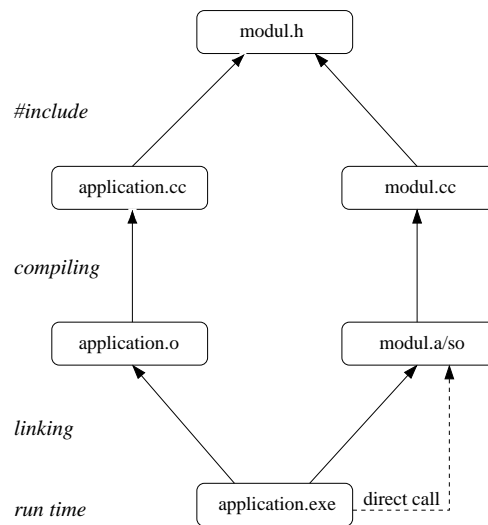 modul.h
#include
application.cc
modul.cc
compiling
application.o
modul.a/so
linking
run time
application.exe
direct call